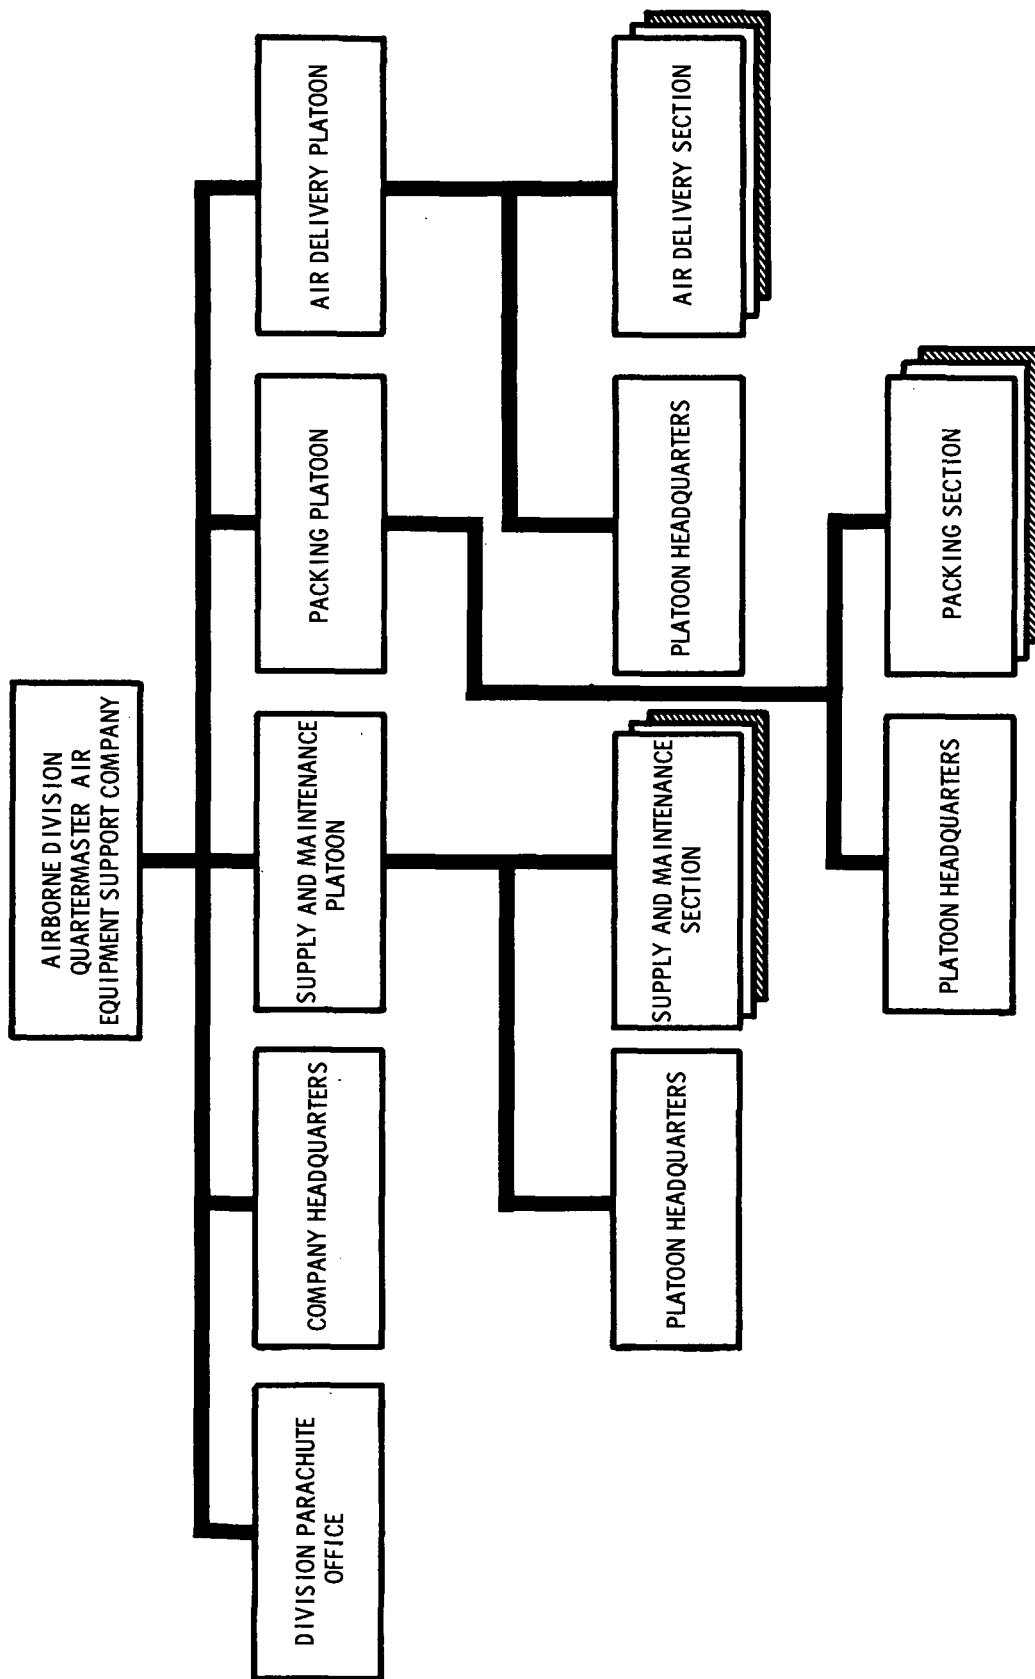 AIRBORNE DIVISION
QUARTERMASTER AIR
EQUIPMENT SUPPORT COMPANY
DIVISION PARACHUTE
OFFICE
COMPANY HEADQUARTERS
SUPPLY AND MAINTENANCE
PLATOON
PACKING PLATOON
AIR DELIVERY PLATOON
PLATOON HEADQUARTERS
SUPPLY AND MAINTENANCE
SECTION
PLATOON HEADQUARTERS
AIR DELIVERY SECTION
PLATOON HEADQUARTERS
PACKING SECTION